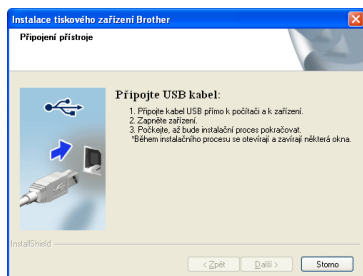 Instalace tiskového zařízení Brother
Připojení přístroje
Připojte USB kabel:
1. Připojte kabel USB přímo k počítači a k zařízení.
2. Zapněte zařízení.
3. Počkejte, až bude instalační proces pokračovat.
*Během instalačního procesu se otevírají a zavírají některá okna.
InstallShield
< Zpět   Další >   Storno